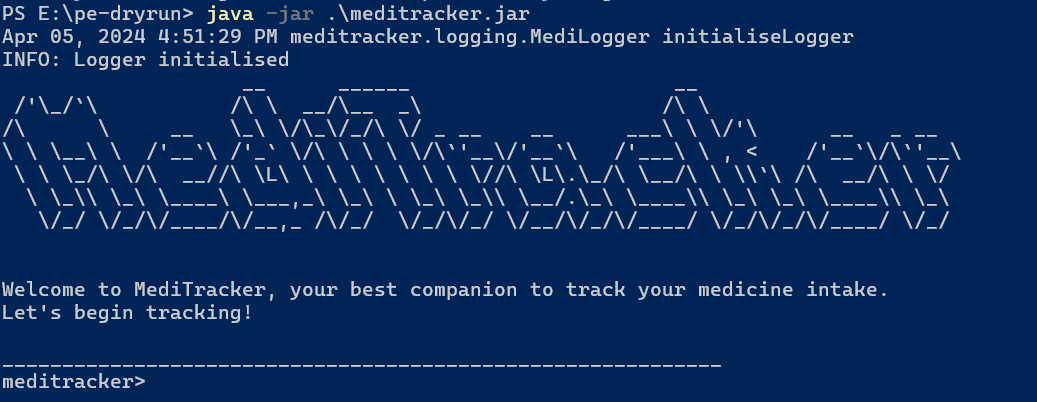 PS E:\pe-dryrun> java -jar .\meditracker.jar
Apr 05, 2024 4:51:29 PM meditracker.logging.MediLogger initialiseLogger
INFO: Logger initialised
MediTracker
Welcome to MediTracker, your best companion to track your medicine intake.
Let's begin tracking!
____________________________________________________________
meditracker>